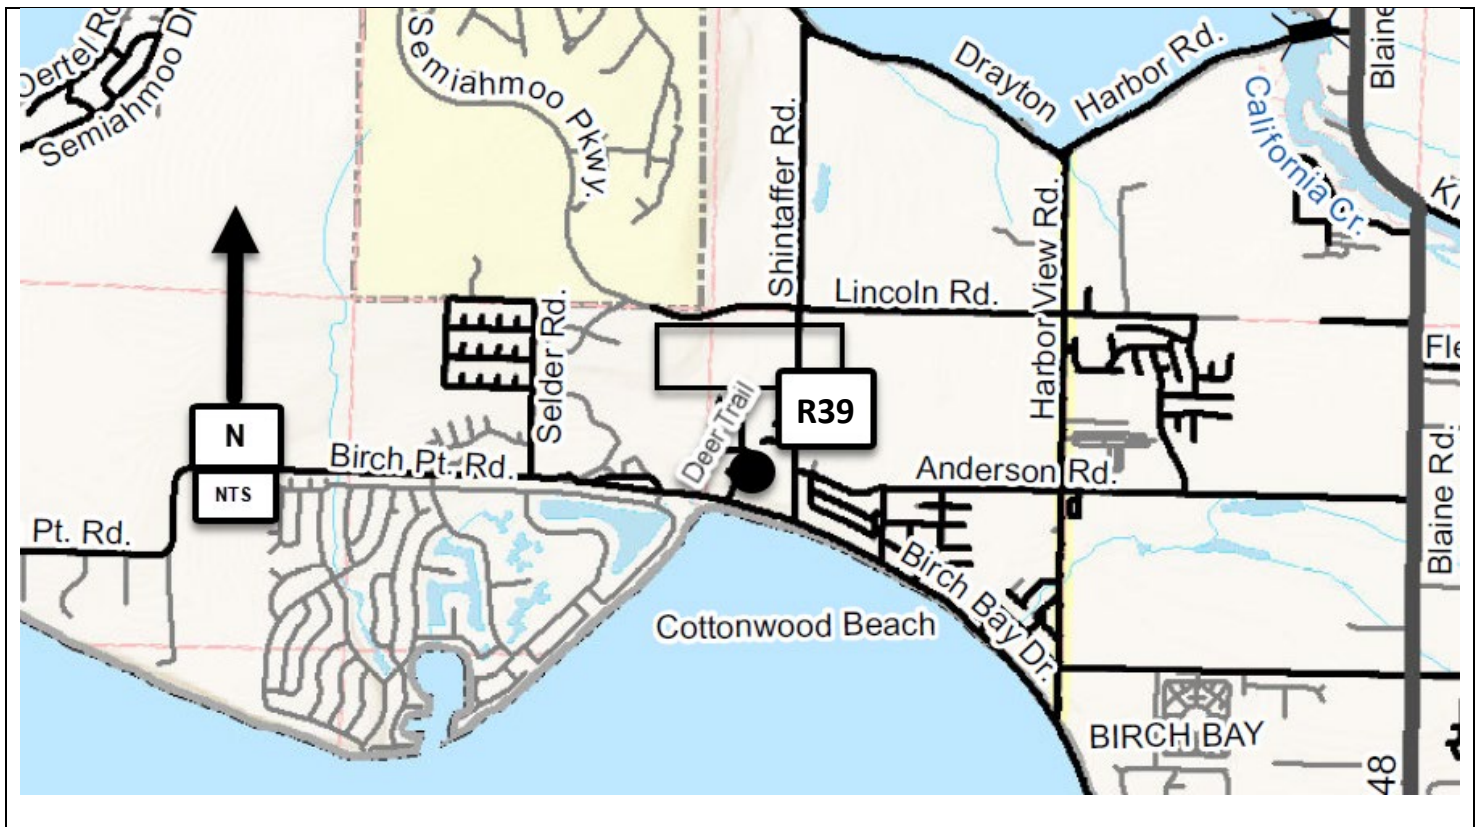 Oertel Rd
Semiahmoo Dr
Semiahmoo Pkwy.
Drayton
Harbor Rd.
Blaine
California Cr.
Shintaffer Rd.
Harbor View Rd.
Lincoln Rd.
Selder Rd.
Deer Trail
R39
N
NTS
Birch Pt. Rd.
Pt. Rd.
Anderson Rd.
Blaine Rd.
Birch Bay Dr.
Cottonwood Beach
BIRCH BAY
48